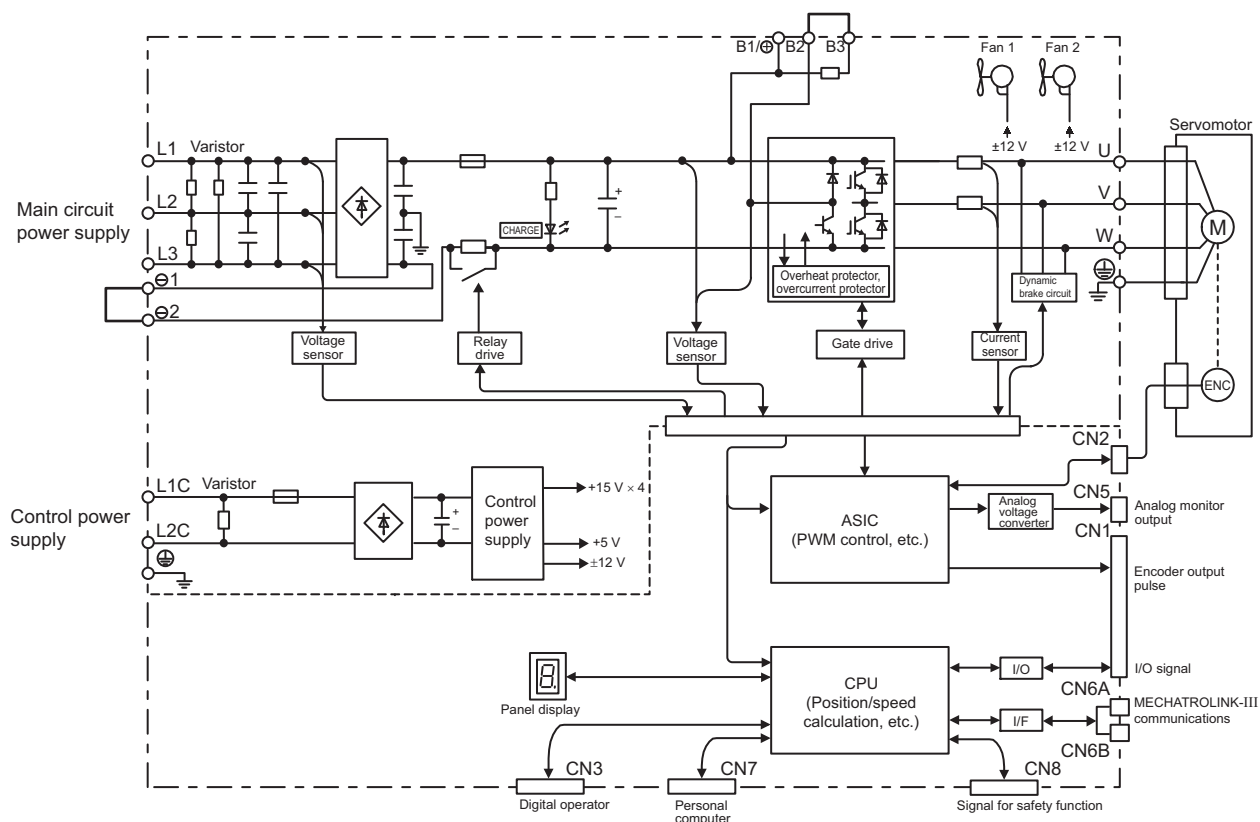 B1/⊕ B2 B3
Fan 1 Fan 2
±12 V ±12 V
Servomotor
Main circuit
power supply
L1
Varistor
L2
L3
⊖1
⊖2
CHARGE
+
–
Overheat protector,
overcurrent protector
U
V
W
M
Dynamic
brake circuit
Voltage
sensor
Relay
drive
Voltage
sensor
Gate drive
Current
sensor
ENC
Control power
supply
L1C
Varistor
L2C
+
–
Control
power
supply
+15 V × 4
+5 V
±12 V
ASIC
(PWM control, etc.)
Analog
voltage
converter
CN2
CN5
Analog monitor
output
CN1
Encoder output
pulse
I/O signal
Panel display
8.
CPU
(Position/speed
calculation, etc.)
I/O
I/F
CN6A
MECHATROLINK-III
communications
CN6B
CN3
Digital operator
CN7
Personal
computer
CN8
Signal for safety function